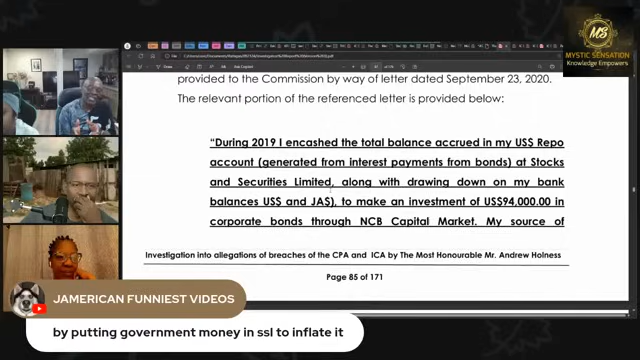 MS
MYSTIC SENSATION
Knowledge Empowers
provided to the Commission by way of letter dated September 23, 2020.
The relevant portion of the referenced letter is provided below:
"During 2019 I encashed the total balance accrued in my US$ Repo
account (generated from interest payments from bonds) at Stocks
and Securities Limited, along with drawing down on my bank
balances US$ and JA$), to make an investment of US$94,000.00 in
corporate bonds through NCB Capital Market. My source of
Investigation into allegations of breaches of the CPA and ICA by The Most Honourable Mr. Andrew Holness
Page 85 of 171
JAMERICAN FUNNIEST VIDEOS
by putting government money in ssl to inflate it